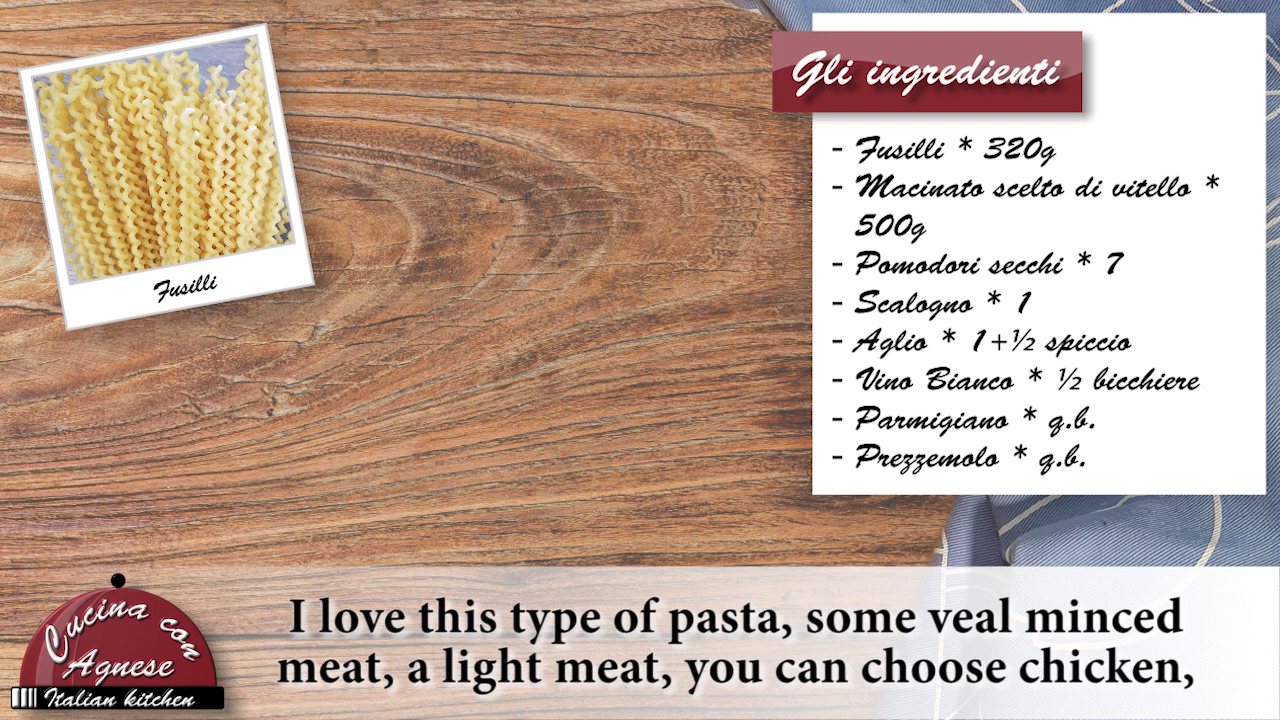 Gli ingredienti
- Fusilli * 320g
- Macinato scelto di vitello *
500g
- Pomodori secchi * 7
- Scalogno * 1
- Aglio * 1+½ spiccio
- Vino Bianco * ½ bicchiere
- Parmigiano * q.b.
- Prezzemolo * q.b.
Fusilli
Cucina con
Agnese
Italian kitchen
I love this type of pasta, some veal minced
meat, a light meat, you can choose chicken,